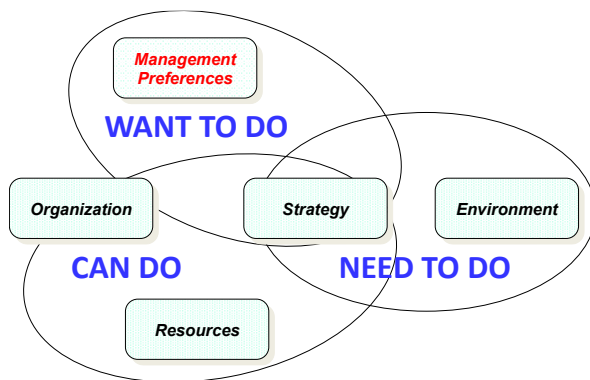 Management
Preferences
WANT TO DO
Organization
Strategy
Environment
CAN DO
NEED TO DO
Resources